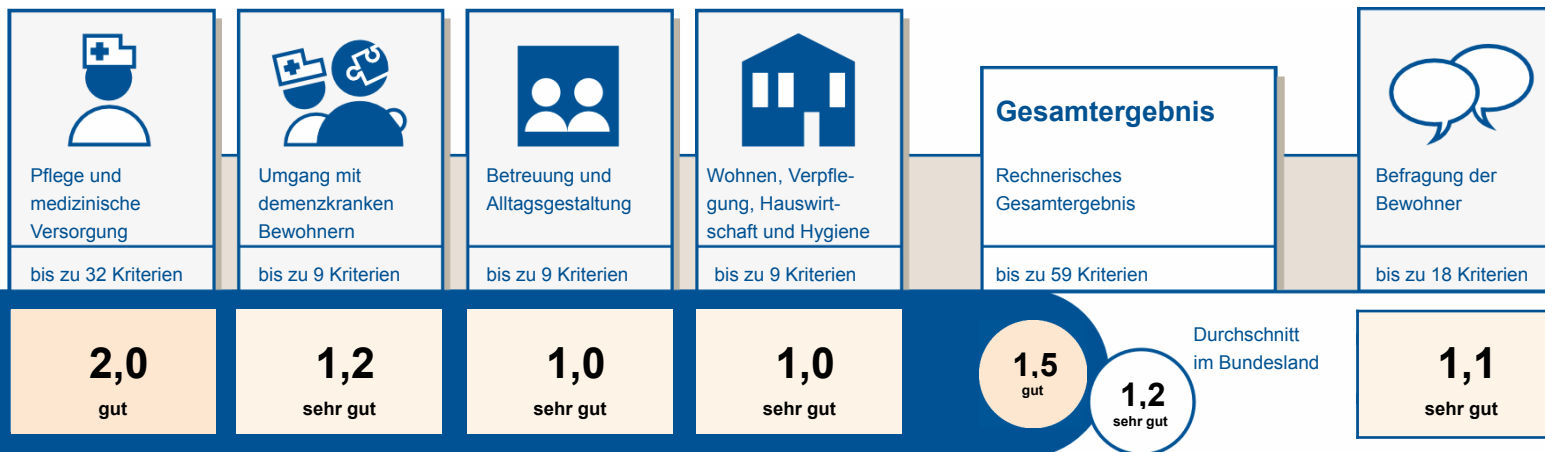 Pflege und
medizinische
Versorgung
bis zu 32 Kriterien
2,0
gut
Umgang mit
demenzkranken
Bewohnern
bis zu 9 Kriterien
1,2
sehr gut
Betreuung und
Alltagsgestaltung
bis zu 9 Kriterien
1,0
sehr gut
Wohnen, Verpfle-
gung, Hauswirt-
schaft und Hygiene
bis zu 9 Kriterien
1,0
sehr gut
Gesamtergebnis
Rechnerisches
Gesamtergebnis
bis zu 59 Kriterien
1,5
gut
Durchschnitt
im Bundesland
1,2
sehr gut
Befragung der
Bewohner
bis zu 18 Kriterien
1,1
sehr gut